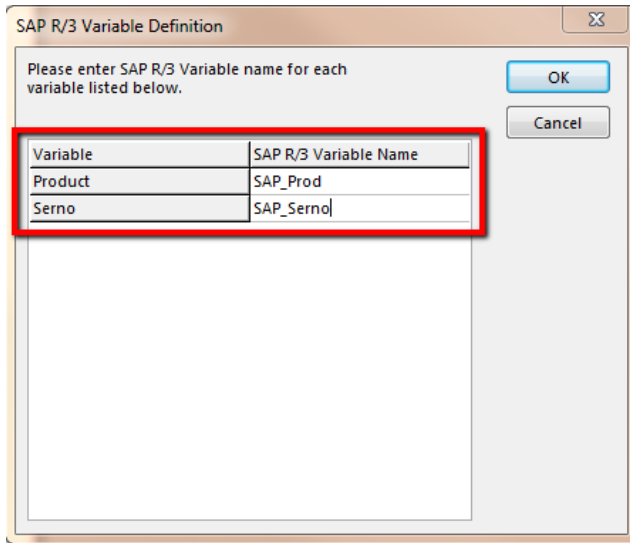 SAP R/3 Variable Definition
Please enter SAP R/3 Variable name for each
variable listed below.
OK
Cancel
Variable SAP R/3 Variable Name
Product SAP_Prod
Serno SAP_Serno